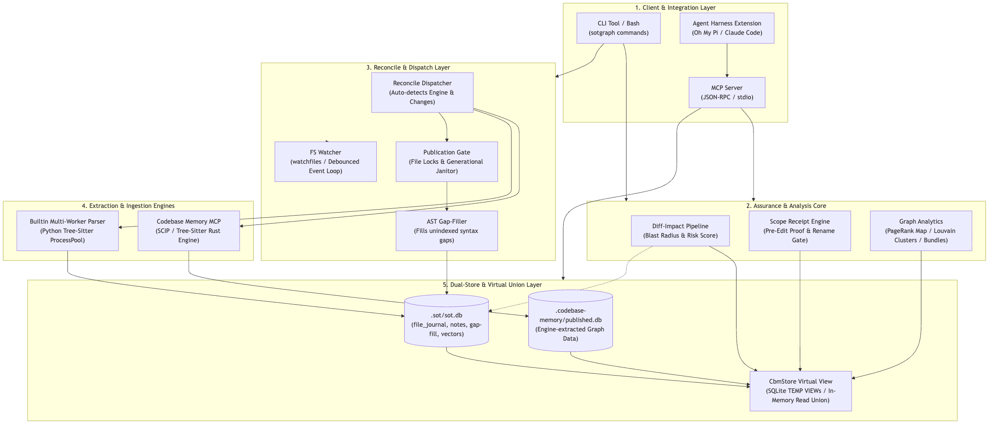 1. Client & Integration Layer
CLI Tool / Bash
(sotgraph commands)
Agent Harness Extension
(Oh My Pi / Claude Code)
MCP Server
(JSON-RPC / stdio)
3. Reconcile & Dispatch Layer
Reconcile Dispatcher
(Auto-detects Engine &
Changes)
FS Watcher
(watchfiles / Debounced
Event Loop)
Publication Gate
(File Locks & Generational
Janitor)
AST Gap-Filler
(Fills unindexed syntax
gaps)
4. Extraction & Ingestion Engines
Builtin Multi-Worker Parser
(Python Tree-Sitter
ProcessPool)
Codebase Memory MCP
(SCIP / Tree-Sitter Rust
Engine)
2. Assurance & Analysis Core
Diff-Impact Pipeline
(Blast Radius & Risk Score)
Scope Receipt Engine
(Pre-Edit Proof & Rename
Gate)
Graph Analytics
(PageRank Map / Louvain
Clusters / Bundles)
5. Dual-Store & Virtual Union Layer
.sot/sot.db
(file_journal, notes, gap-
fill, vectors)
.codebase-
memory/published.db
(Engine-extracted Graph
Data)
CbmStore Virtual View
(SQLite TEMP VIEWs / In-
Memory Read Union)